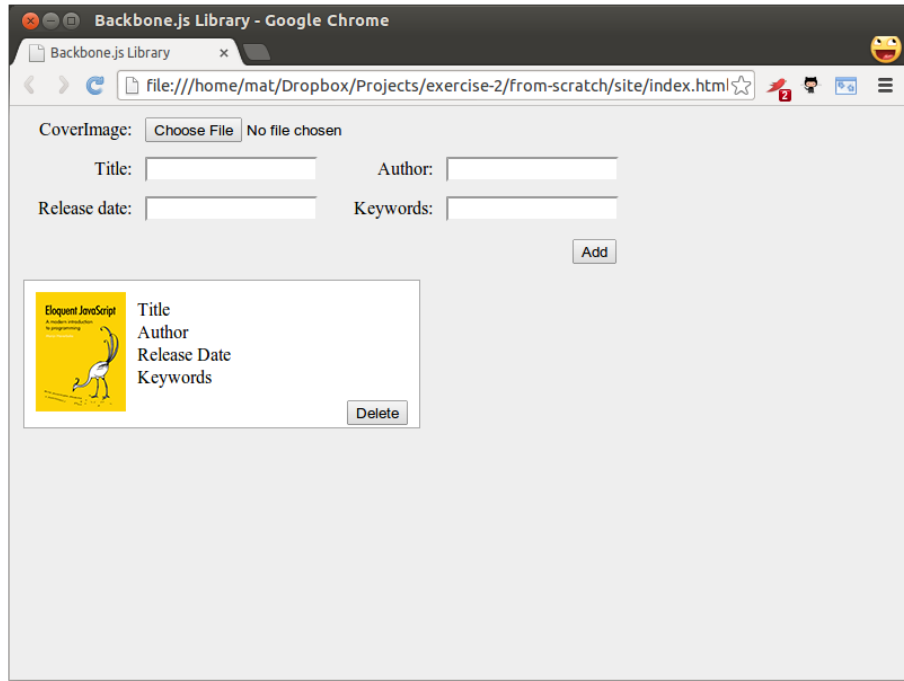 Backbone.js Library - Google Chrome
Backbone.js Library ×
file:///home/mat/Dropbox/Projects/exercise-2/from-scratch/site/index.html
2
CoverImage: Choose File No file chosen
Title: Author:
Release date: Keywords:
Add
Eloquent JavaScript
A modern introduction
to programming
Title
Author
Release Date
Keywords
Delete